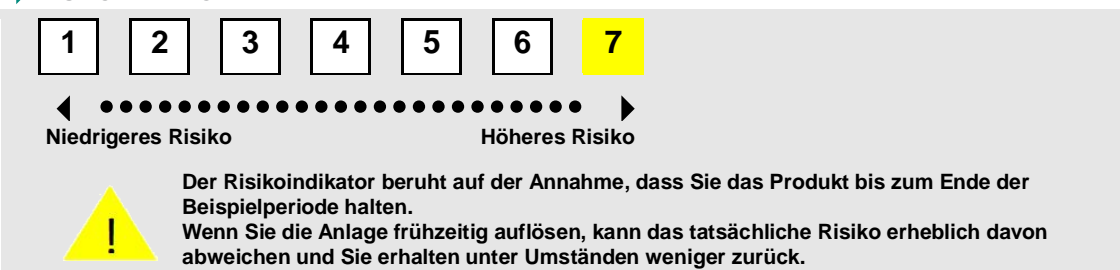 1 2 3 4 5 6 7
Niedrigeres Risiko Höheres Risiko
Der Risikoindikator beruht auf der Annahme, dass Sie das Produkt bis zum Ende der
Beispielperiode halten.
Wenn Sie die Anlage frühzeitig auflösen, kann das tatsächliche Risiko erheblich davon
abweichen und Sie erhalten unter Umständen weniger zurück.
!